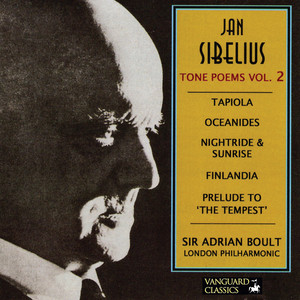 JAN
SIBELIUS
TONE POEMS VOL. 2
TAPIOLA
OCEANIDES
NIGHTRIDE &
SUNRISE
FINLANDIA
PRELUDE TO
'THE TEMPEST'
SIR ADRIAN BOULT
LONDON PHILHARMONIC
VANGUARD
CLASSICS